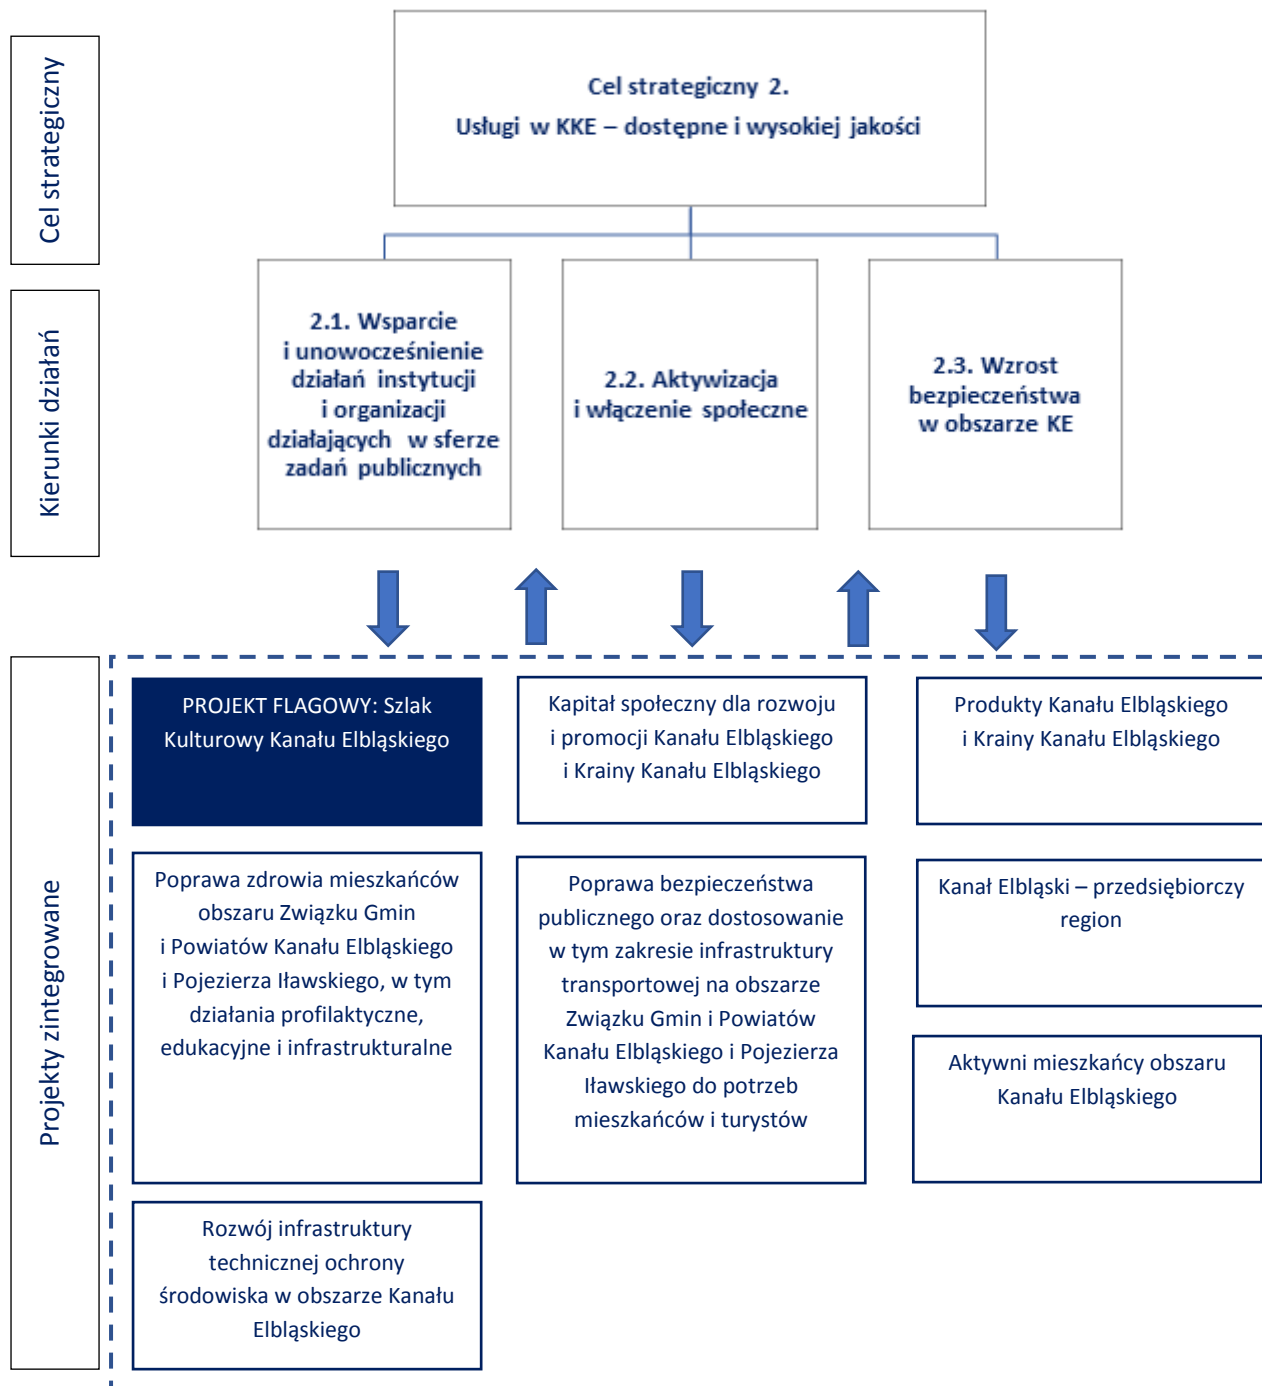 Cel strategiczny
Cel strategiczny 2.
Usługi w KKE – dostępne i wysokiej jakości
Kierunki działań
2.1. Wsparcie
i unowocześnienie
działań instytucji
i organizacji
działających w sferze
zadań publicznych
2.2. Aktywizacja
i włączenie społeczne
2.3. Wzrost
bezpieczeństwa
w obszarze KE
Projekty zintegrowane
PROJEKT FLAGOWY: Szlak
Kulturowy Kanału Elbląskiego
Kapitał społeczny dla rozwoju
i promocji Kanału Elbląskiego
i Krainy Kanału Elbląskiego
Produkty Kanału Elbląskiego
i Krainy Kanału Elbląskiego
Poprawa zdrowia mieszkańców
obszaru Związku Gmin
i Powiatów Kanału Elbląskiego
i Pojezierza Iławskiego, w tym
działania profilaktyczne,
edukacyjne i infrastrukturalne
Poprawa bezpieczeństwa
publicznego oraz dostosowanie
w tym zakresie infrastruktury
transportowej na obszarze
Związku Gmin i Powiatów
Kanału Elbląskiego i Pojezierza
Iławskiego do potrzeb
mieszkańców i turystów
Kanał Elbląski – przedsiębiorczy
region
Aktywni mieszkańcy obszaru
Kanału Elbląskiego
Rozwój infrastruktury
technicznej ochrony
środowiska w obszarze Kanału
Elbląskiego